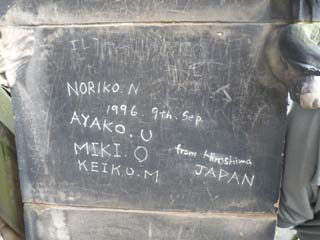 NORIKO.N
1996. 9th. Sep.
AYAKO.U
MIKI.O
from Hiroshima
KEIKO.M
JAPAN